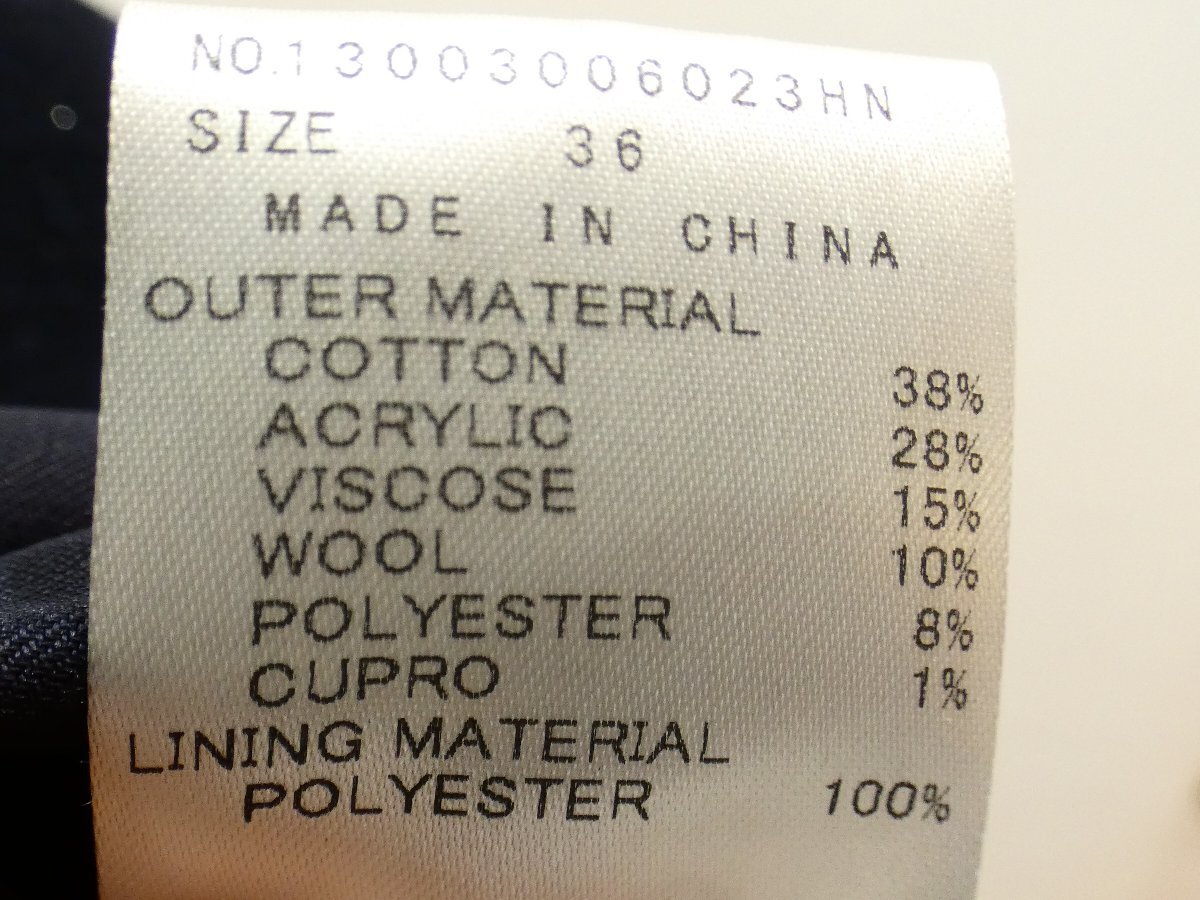 NO.13003006023HN
SIZE 36
MADE IN CHINA
OUTER MATERIAL
COTTON 38%
ACRYLIC 28%
VISCOSE 15%
WOOL 10%
POLYESTER 8%
CUPRO 1%
LINING MATERIAL
POLYESTER 100%